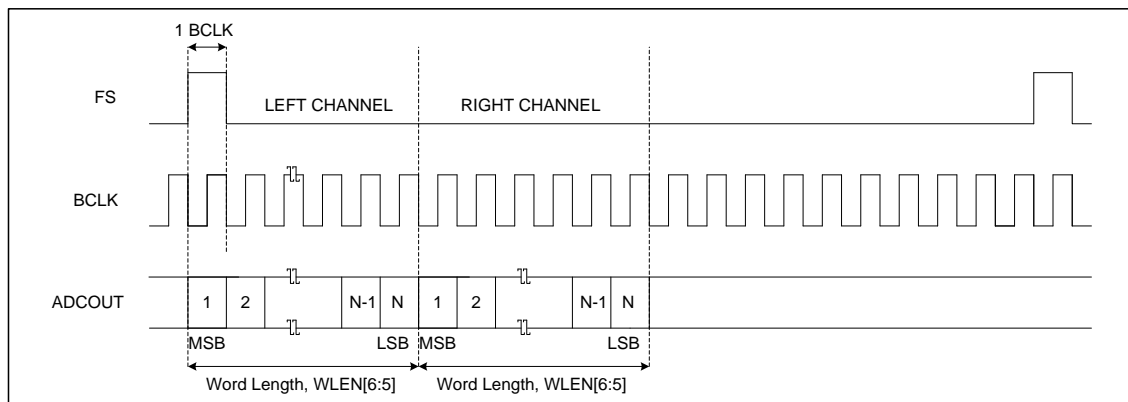 1 BCLK
FS
LEFT CHANNEL RIGHT CHANNEL
BCLK
ADCOUT
1 2 N-1 N 1 2 N-1 N
MSB LSB MSB LSB
Word Length, WLEN[6:5] Word Length, WLEN[6:5]